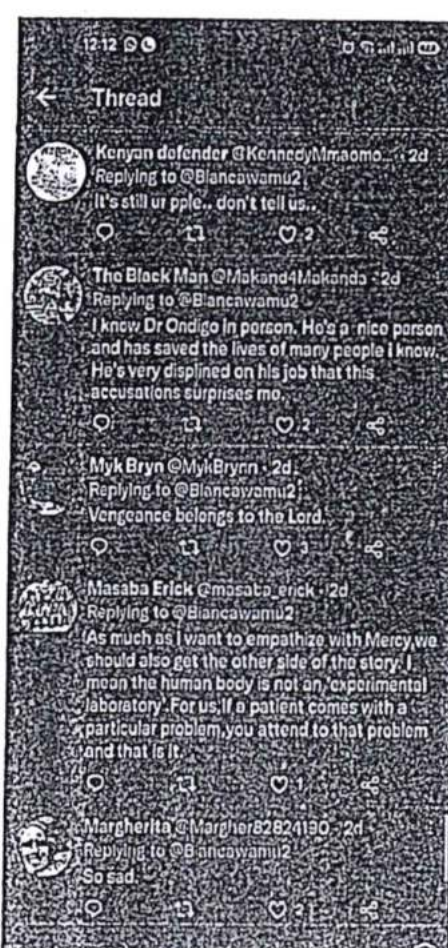 12:12
Thread
Kenyan defender @KennedyMmaomo... · 2d
Replying to @Biancawamu2
It's still ur pple.. don't tell us..
2
The Black Man @Makand4Makanda · 2d
Replying to @Biancawamu2
I know Dr Ondigo in person. He's a nice person
and has saved the lives of many people I know.
He's very displined on his job that this
accusations surprises me.
2
Myk Bryn @MykBrynn · 2d
Replying to @Biancawamu2
Vengeance belongs to the Lord.
3
Masaba Erick @masaba_erick · 2d
Replying to @Biancawamu2
As much as I want to empathize with Mercy,we
should also get the other side of the story. I
mean the human body is not an experimental
laboratory .For us,If a patient comes with a
particular problem,you attend to that problem
and that is it.
1
Margherita @Margher82824190 · 2d
Replying to @Biancawamu2
So sad.
2